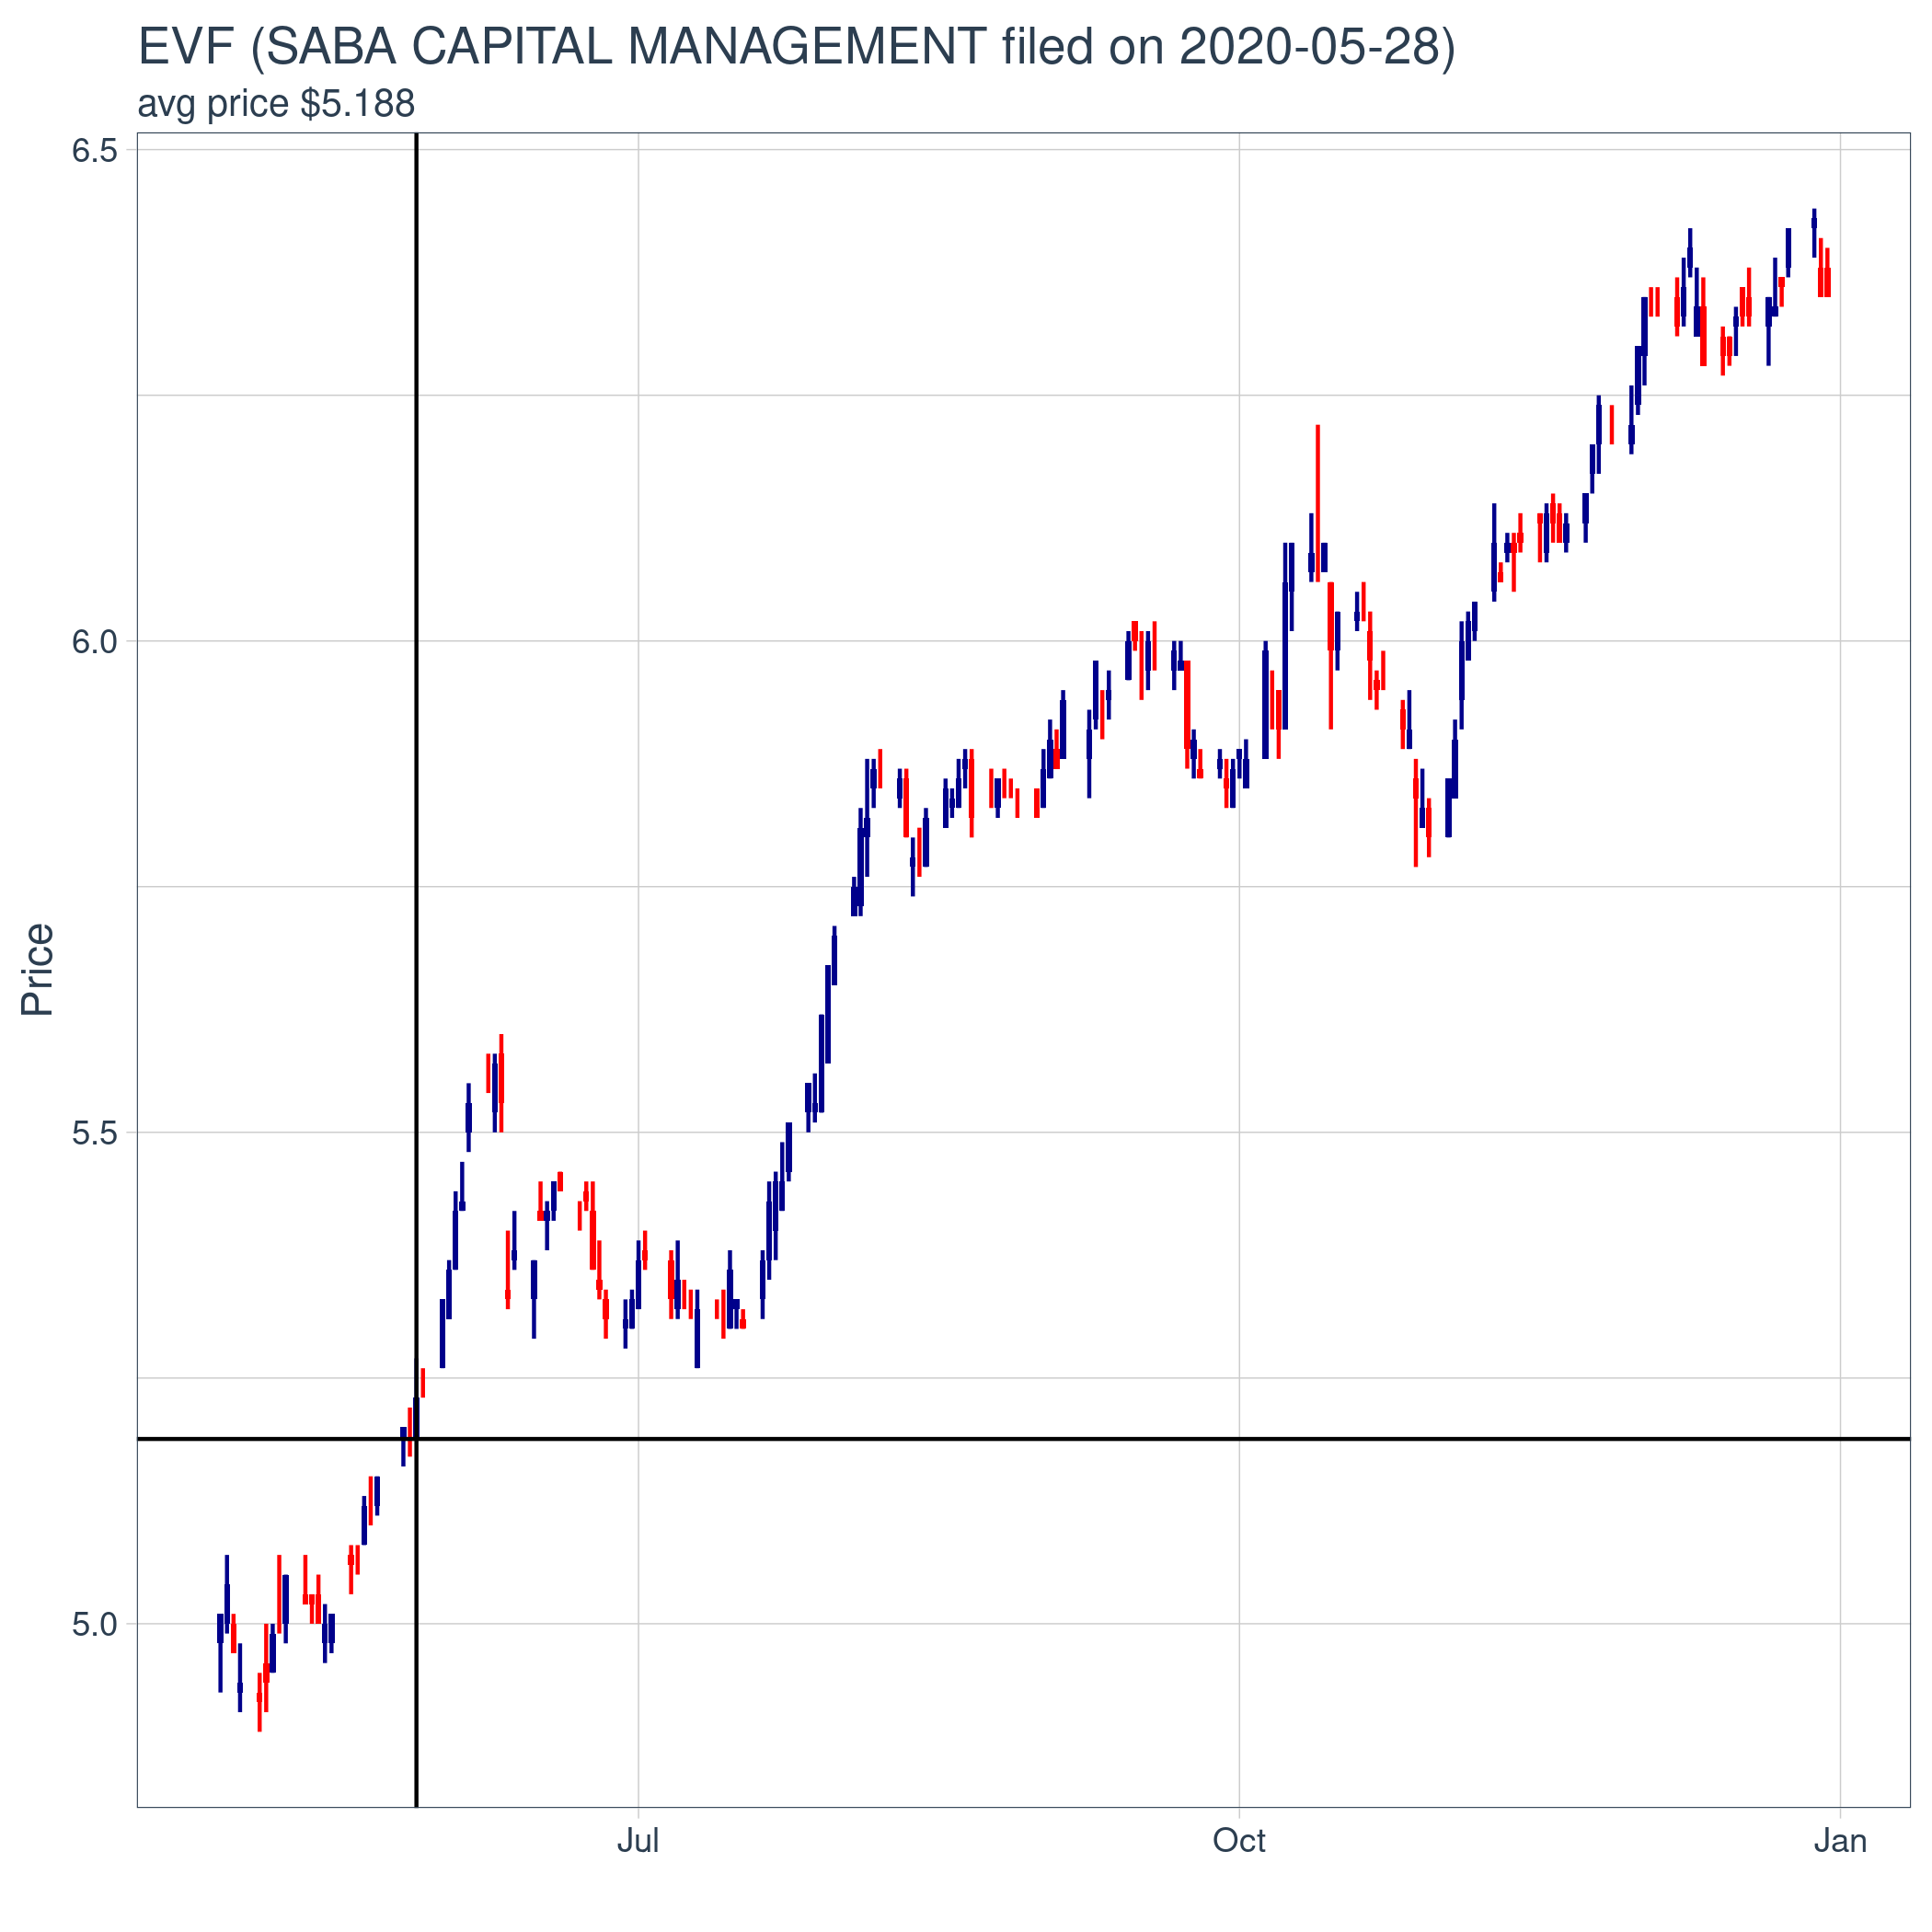 EVF (SABA CAPITAL MANAGEMENT filed on 2020-05-28)
avg price $5.188
6.5
6.0
5.5
5.0
Price
Jul Oct Jan